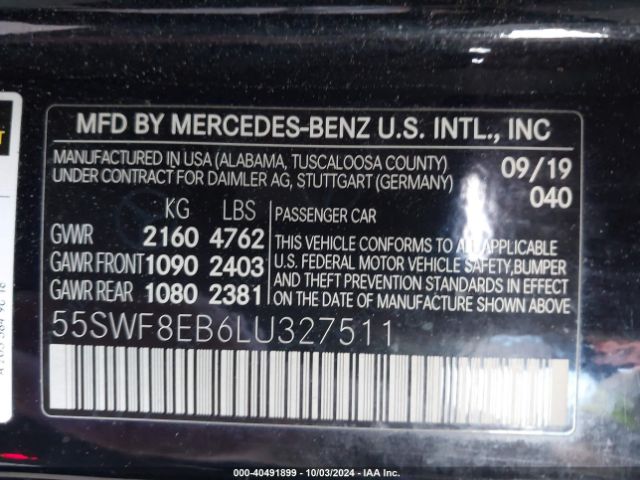 MFD BY MERCEDES-BENZ U.S. INTL., INC
MANUFACTURED IN USA (ALABAMA, TUSCALOOSA COUNTY)
UNDER CONTRACT FOR DAIMLER AG, STUTTGART (GERMANY)
09/19
040
KG LBS
GWVR 2160 4762
GAWR FRONT 1090 2403
GAWR REAR 1080 2381
PASSENGER CAR
THIS VEHICLE CONFORMS TO ALL APPLICABLE
U.S. FEDERAL MOTOR VEHICLE SAFETY, BUMPER
AND THEFT PREVENTION STANDARDS IN EFFECT
ON THE DATE OF MANUFACTURE SHOWN ABOVE
55SWF8EB6LU327511
000-40491899 - 10/03/2024 - IAA Inc.